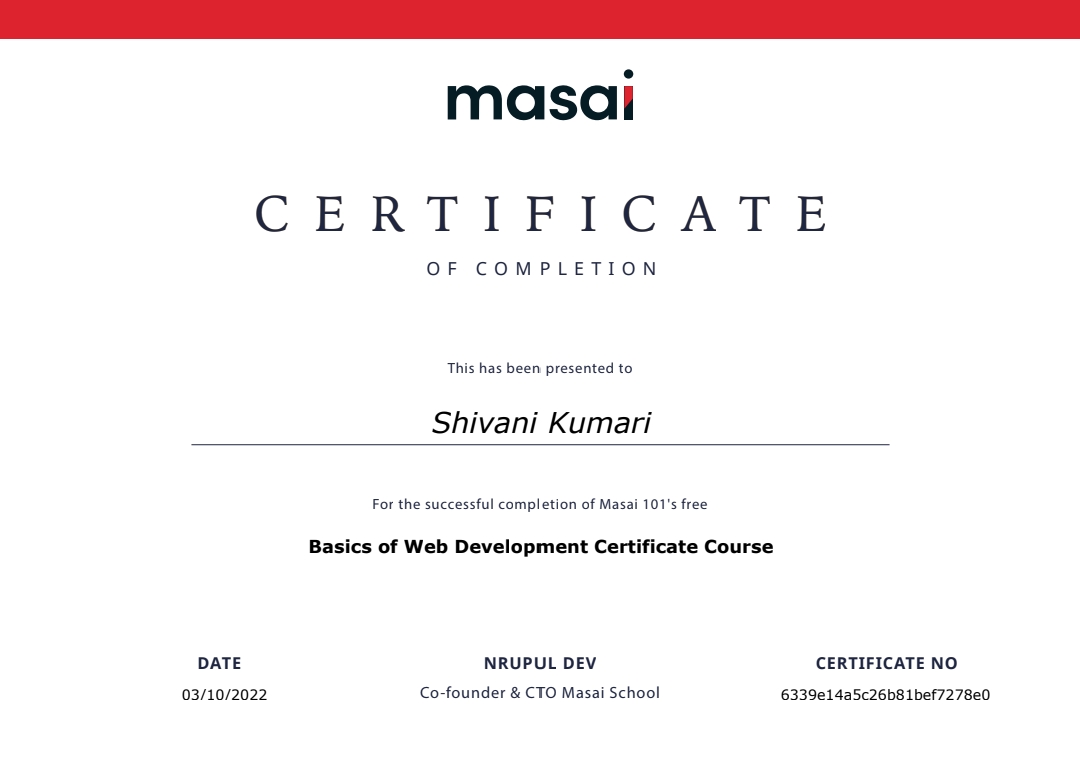 masai
CERTIFICATE
OF COMPLETION
This has been presented to
Shivani Kumari
For the successful completion of Masai 101's free
Basics of Web Development Certificate Course
DATE
03/10/2022
NRUPUL DEV
Co-founder & CTO Masai School
CERTIFICATE NO
6339e14a5c26b81bef7278e0